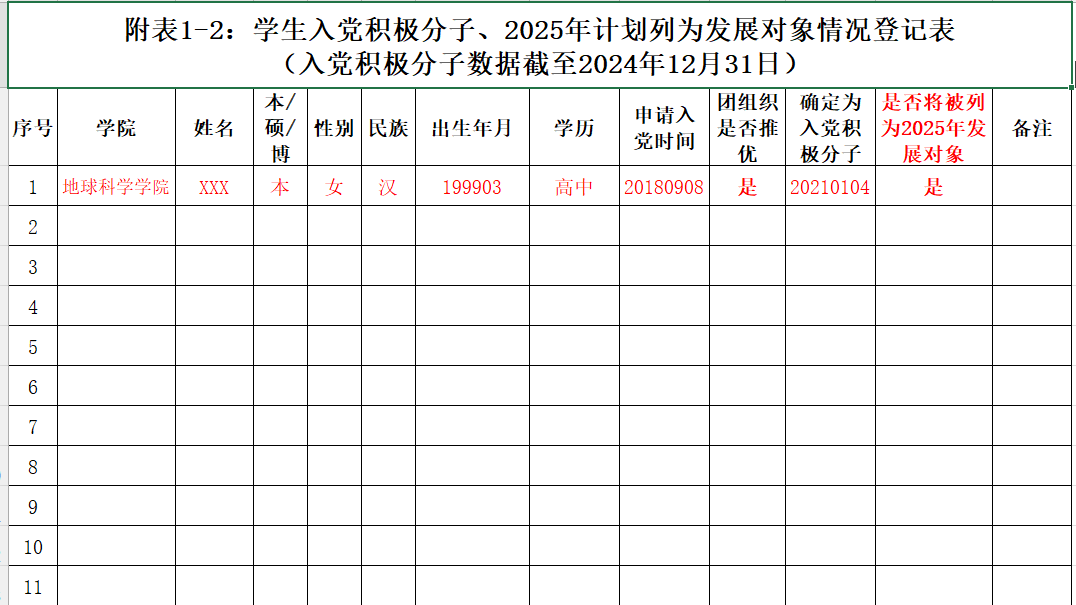 附表1-2：学生入党积极分子、2025年计划列为发展对象情况登记表
（入党积极分子数据截至2024年12月31日）
序号 学院 姓名 本/硕/博 性别 民族 出生年月 学历 申请入党时间 团组织是否推优 确定为入党积极分子 是否将被列为2025年发展对象 备注
1 地球科学学院 XXX 本 女 汉 199903 高中 20180908 是 20210104 是
2
3
4
5
6
7
8
9
10
11